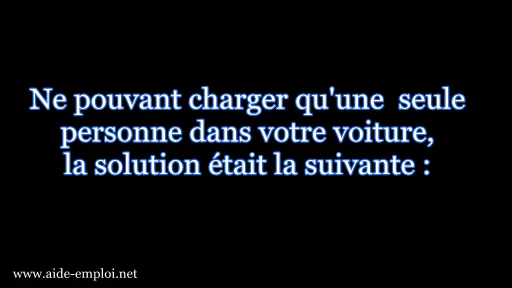 Ne pouvant charger qu'une  seule
personne dans votre voiture,
la solution était la suivante :
www.aide-emploi.net